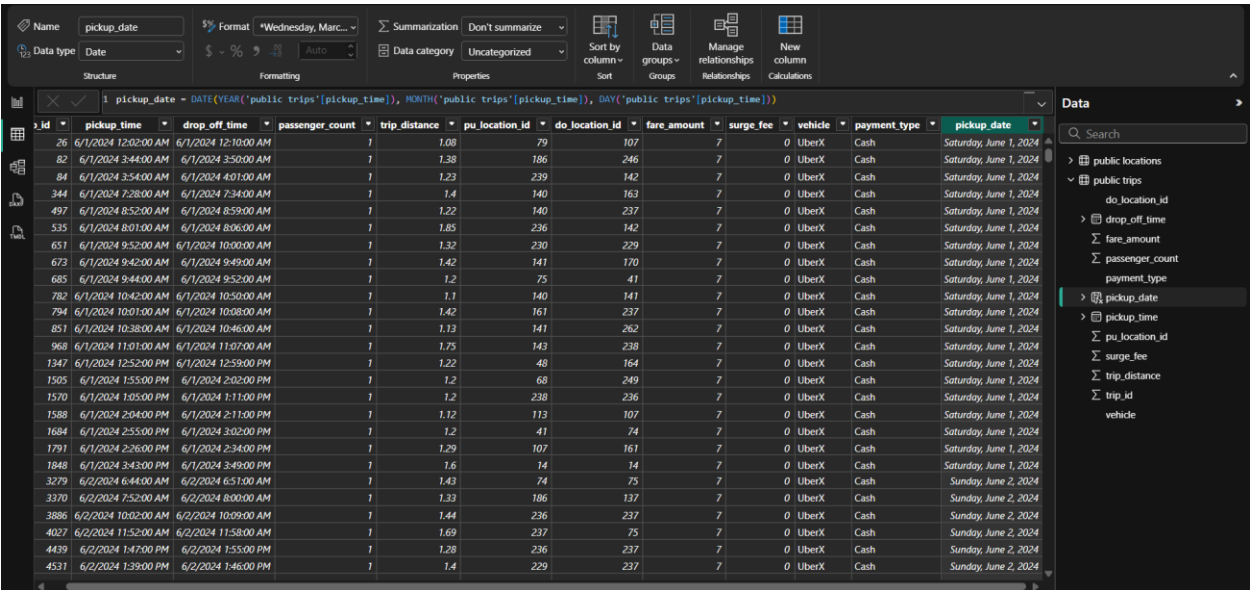 Name pickup_date
Format *Wednesday, Marc...
Summarization Don't summarize
Data type Date
$ % 9 Auto
Data category Uncategorized
Sort by column
Data groups
Manage relationships
New column
Structure
Formatting
Properties
Sort
Groups
Relationships
Calculations
1 pickup_date = DATE(YEAR('public trips'[pickup_time]), MONTH('public trips'[pickup_time]), DAY('public trips'[pickup_time]))
_id pickup_time drop_off_time passenger_count trip_distance pu_location_id do_location_id fare_amount surge_fee vehicle payment_type pickup_date
26 6/1/2024 12:02:00 AM 6/1/2024 12:10:00 AM 1 1.08 79 107 7 0 UberX Cash Saturday, June 1, 2024
82 6/1/2024 3:44:00 AM 6/1/2024 3:50:00 AM 1 1.38 186 246 7 0 UberX Cash Saturday, June 1, 2024
84 6/1/2024 3:54:00 AM 6/1/2024 4:01:00 AM 1 1.23 239 142 7 0 UberX Cash Saturday, June 1, 2024
344 6/1/2024 7:28:00 AM 6/1/2024 7:34:00 AM 1 1.4 140 163 7 0 UberX Cash Saturday, June 1, 2024
497 6/1/2024 8:52:00 AM 6/1/2024 8:59:00 AM 1 1.22 140 237 7 0 UberX Cash Saturday, June 1, 2024
535 6/1/2024 8:01:00 AM 6/1/2024 8:06:00 AM 1 1.85 236 142 7 0 UberX Cash Saturday, June 1, 2024
651 6/1/2024 9:52:00 AM 6/1/2024 10:00:00 AM 1 1.32 230 229 7 0 UberX Cash Saturday, June 1, 2024
673 6/1/2024 9:42:00 AM 6/1/2024 9:49:00 AM 1 1.42 141 170 7 0 UberX Cash Saturday, June 1, 2024
685 6/1/2024 9:44:00 AM 6/1/2024 9:52:00 AM 1 1.2 75 41 7 0 UberX Cash Saturday, June 1, 2024
782 6/1/2024 10:42:00 AM 6/1/2024 10:50:00 AM 1 1.1 140 141 7 0 UberX Cash Saturday, June 1, 2024
794 6/1/2024 10:01:00 AM 6/1/2024 10:08:00 AM 1 1.42 161 237 7 0 UberX Cash Saturday, June 1, 2024
851 6/1/2024 10:38:00 AM 6/1/2024 10:46:00 AM 1 1.13 141 262 7 0 UberX Cash Saturday, June 1, 2024
968 6/1/2024 11:01:00 AM 6/1/2024 11:07:00 AM 1 1.75 143 238 7 0 UberX Cash Saturday, June 1, 2024
1347 6/1/2024 12:52:00 PM 6/1/2024 12:59:00 PM 1 1.22 48 164 7 0 UberX Cash Saturday, June 1, 2024
1505 6/1/2024 1:55:00 PM 6/1/2024 2:02:00 PM 1 1.2 68 249 7 0 UberX Cash Saturday, June 1, 2024
1570 6/1/2024 1:05:00 PM 6/1/2024 1:11:00 PM 1 1.2 238 236 7 0 UberX Cash Saturday, June 1, 2024
1588 6/1/2024 2:04:00 PM 6/1/2024 2:11:00 PM 1 1.12 113 107 7 0 UberX Cash Saturday, June 1, 2024
1684 6/1/2024 2:55:00 PM 6/1/2024 3:02:00 PM 1 1.2 41 74 7 0 UberX Cash Saturday, June 1, 2024
1791 6/1/2024 2:26:00 PM 6/1/2024 2:34:00 PM 1 1.29 107 161 7 0 UberX Cash Saturday, June 1, 2024
1848 6/1/2024 3:43:00 PM 6/1/2024 3:49:00 PM 1 1.6 14 14 7 0 UberX Cash Saturday, June 1, 2024
3279 6/2/2024 6:44:00 AM 6/2/2024 6:51:00 AM 1 1.43 74 75 7 0 UberX Cash Sunday, June 2, 2024
3370 6/2/2024 7:52:00 AM 6/2/2024 8:00:00 AM 1 1.33 186 137 7 0 UberX Cash Sunday, June 2, 2024
3886 6/2/2024 10:02:00 AM 6/2/2024 10:09:00 AM 1 1.44 236 237 7 0 UberX Cash Sunday, June 2, 2024
4027 6/2/2024 11:52:00 AM 6/2/2024 11:58:00 AM 1 1.69 237 75 7 0 UberX Cash Sunday, June 2, 2024
4439 6/2/2024 1:47:00 PM 6/2/2024 1:55:00 PM 1 1.28 236 237 7 0 UberX Cash Sunday, June 2, 2024
4531 6/2/2024 1:39:00 PM 6/2/2024 1:46:00 PM 1 1.4 229 237 7 0 UberX Cash Sunday, June 2, 2024
Data
Search
public locations
public trips
do_location_id
drop_off_time
fare_amount
passenger_count
payment_type
pickup_date
pickup_time
pu_location_id
surge_fee
trip_distance
trip_id
vehicle